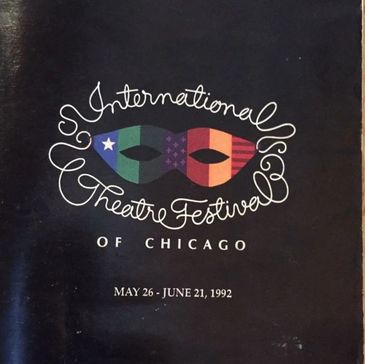 International
Theatre Festival
OF CHICAGO
MAY 26 - JUNE 21, 1992